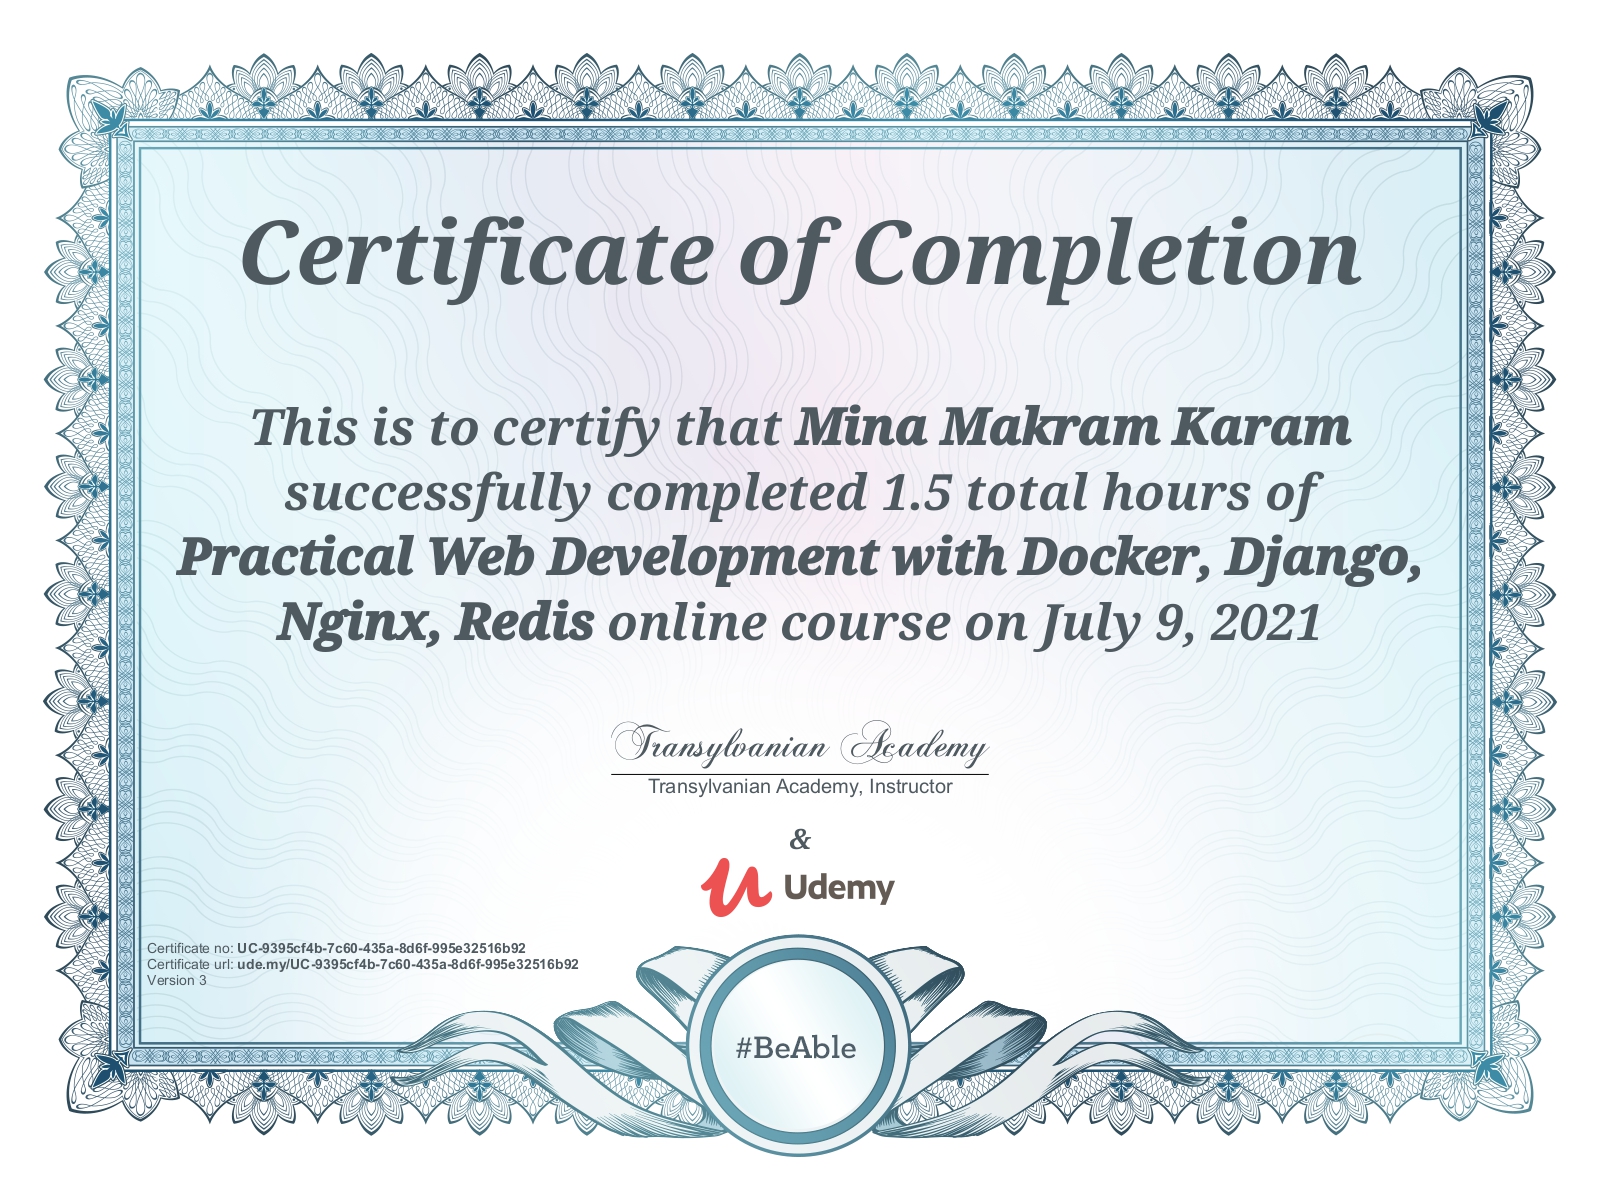 Certificate of Completion
This is to certify that Mina Makram Karam
successfully completed 1.5 total hours of
Practical Web Development with Docker, Django,
Nginx, Redis online course on July 9, 2021
Transylvanian Academy
Transylvanian Academy, Instructor
&
Udemy
Certificate no: UC-9395cf4b-7c60-435a-8d6f-995e32516b92
Certificate url: ude.my/UC-9395cf4b-7c60-435a-8d6f-995e32516b92
Version 3
#BeAble